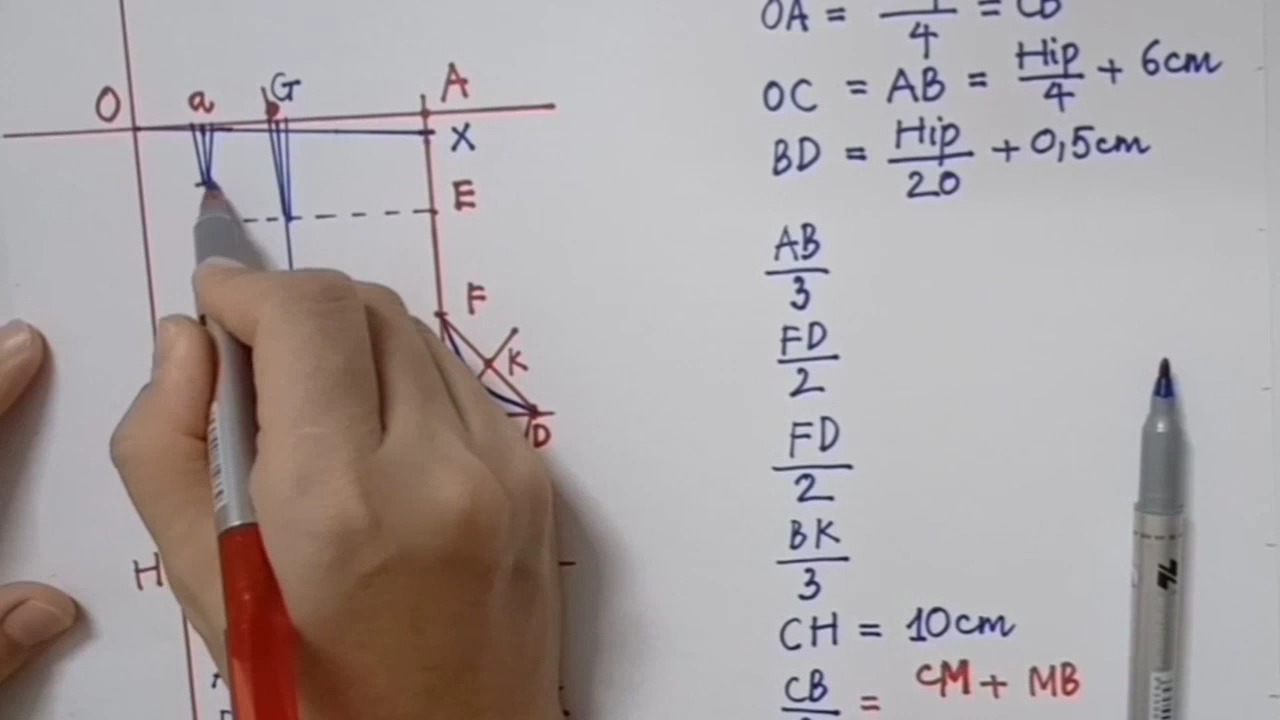 O a G A
X
E
F
K
D
H
OA = /4 = CB
OC = AB = Hip/4 + 6cm
BD = Hip/20 + 0,5cm
AB/3
FD/2
FD/2
BK/3
CH = 10cm
CB = CM + MB